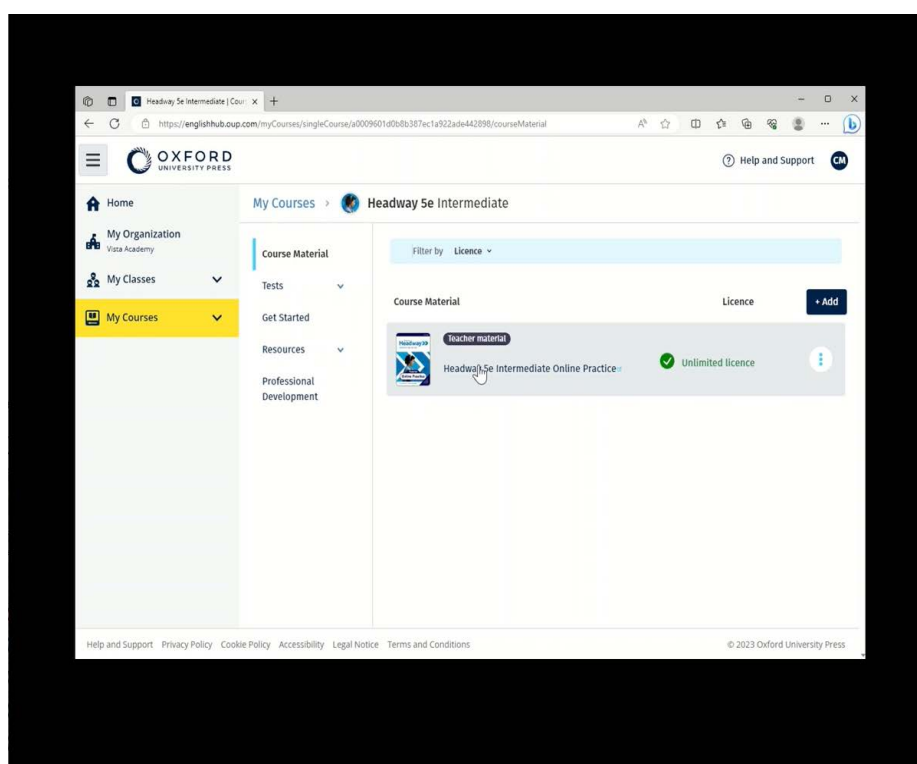 Headway 5e Intermediate | Cour
https://englishhub.oup.com/myCourses/singleCourse/a0009601d0b8b387ec1a922ade442898/courseMaterial
OXFORD
UNIVERSITY PRESS
Help and Support
CM
Home
My Organization
Vista Academy
My Classes
My Courses
My Courses > Headway 5e Intermediate
Course Material
Tests
Get Started
Resources
Professional
Development
Filter by Licence
Course Material Licence + Add
Headway
Online Practice
Teacher material
Headway 5e Intermediate Online Practice
Unlimited licence
Help and Support Privacy Policy Cookie Policy Accessibility Legal Notice Terms and Conditions
© 2023 Oxford University Press